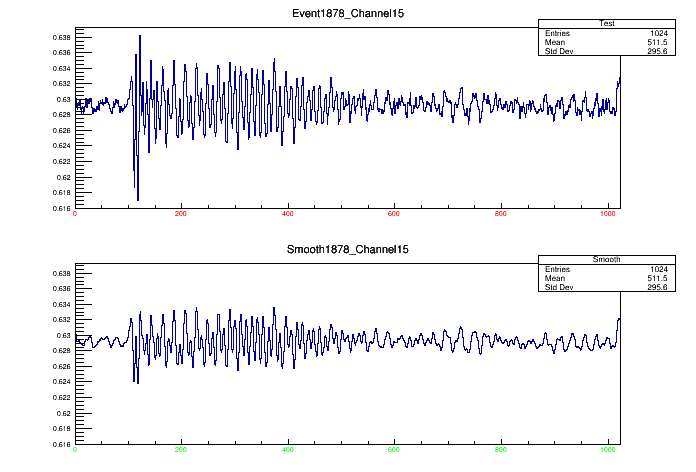 Event1878_Channel15
Test
Entries 1024
Mean 511.5
Std Dev 295.6
0.638
0.636
0.634
0.632
0.63
0.628
0.626
0.624
0.622
0.62
0.618
0.616
0 200 400 600 800 1000
Smooth1878_Channel15
Smooth
Entries 1024
Mean 511.5
Std Dev 295.6
0.638
0.636
0.634
0.632
0.63
0.628
0.626
0.624
0.622
0.62
0.618
0.616
0 200 400 600 800 1000